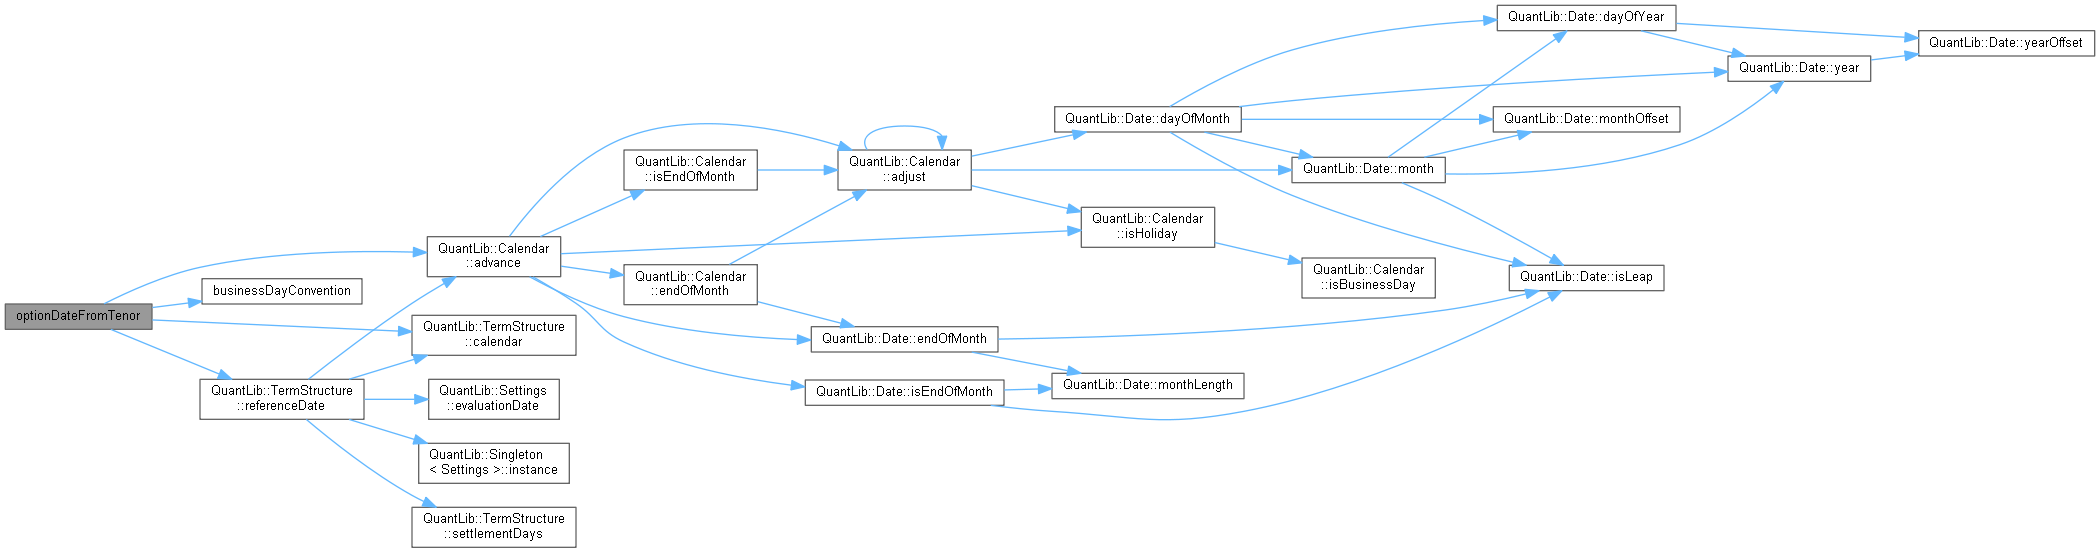 optionDateFromTenor
QuantLib::Calendar
::advance
businessDayConvention
QuantLib::TermStructure
::calendar
QuantLib::TermStructure
::referenceDate
QuantLib::Settings
::evaluationDate
QuantLib::Singleton
< Settings >::instance
QuantLib::TermStructure
::settlementDays
QuantLib::Calendar
::isEndOfMonth
QuantLib::Calendar
::endOfMonth
QuantLib::Calendar
::adjust
QuantLib::Date::endOfMonth
QuantLib::Date::isEndOfMonth
QuantLib::Date::dayOfMonth
QuantLib::Calendar
::isHoliday
QuantLib::Date::monthLength
QuantLib::Date::month
QuantLib::Calendar
::isBusinessDay
QuantLib::Date::dayOfYear
QuantLib::Date::monthOffset
QuantLib::Date::isLeap
QuantLib::Date::year
QuantLib::Date::yearOffset